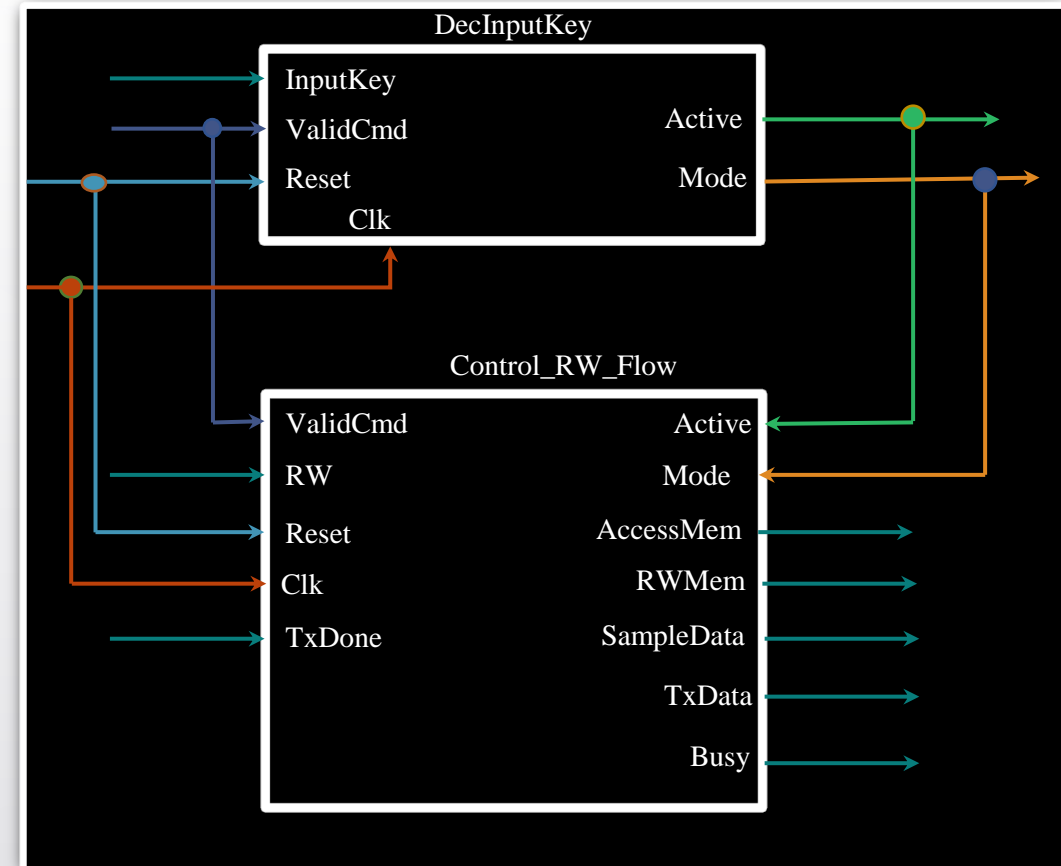 DecInputKey
InputKey
ValidCmd
Reset
Clk
Active
Mode
Control_RW_Flow
ValidCmd
RW
Reset
Clk
TxDone
Active
Mode
AccessMem
RWMem
SampleData
TxData
Busy